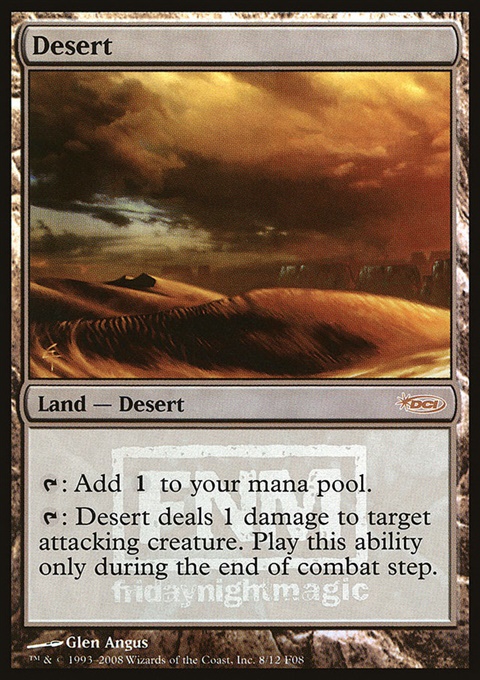 Desert
Land — Desert
DCI
: Add 1 to your mana pool.
: Desert deals 1 damage to target
attacking creature. Play this ability
only during the end of combat step.
FNM
fridaynightmagic
Glen Angus
™ & © 1993–2008 Wizards of the Coast, Inc. 8/12 F08